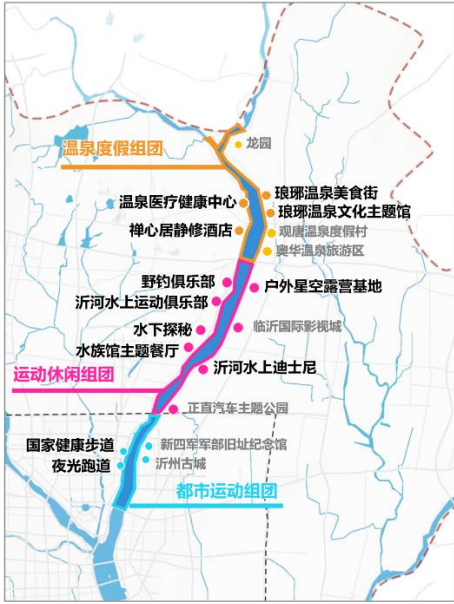 龙园
温泉度假组团
琅琊温泉美食街
温泉医疗健康中心
琅琊温泉文化主题馆
禅心居静修酒店
观唐温泉度假村
奥华温泉旅游区
野钓俱乐部
户外星空露营基地
沂河水上运动俱乐部
水下探秘
临沂国际影视城
水族馆主题餐厅
沂河水上迪士尼
运动休闲组团
正直汽车主题公园
国家健康步道
新四军军部旧址纪念馆
夜光跑道
沂州古城
都市运动组团